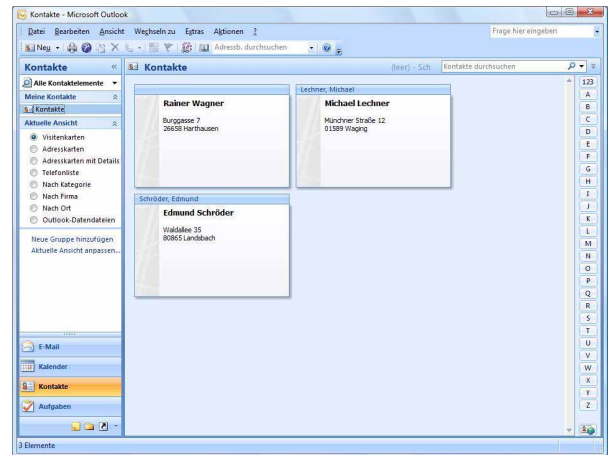 Kontakte - Microsoft Outlook
Datei Bearbeiten Ansicht Wechseln zu Extras Aktionen ?
Frage hier eingeben
Neu Adressb. durchsuchen
Kontakte «
Alle Kontaktelemente
Meine Kontakte
Kontakte
Aktuelle Ansicht
Visitenkarten
Adresskarten
Adresskarten mit Details
Telefonliste
Nach Kategorie
Nach Firma
Nach Ort
Outlook-Datendateien
Neue Gruppe hinzufügen
Aktuelle Ansicht anpassen...
E-Mail
Kalender
Kontakte
Aufgaben
Kontakte (leer) - Sch Kontakte durchsuchen
Rainer Wagner
Burggasse 7
26658 Harthausen
Lechner, Michael
Michael Lechner
Münchner Straße 12
01589 Waging
Schröder, Edmund
Edmund Schröder
Waldallee 35
80865 Landsbach
123
A
B
C
D
E
F
G
H
I
J
K
L
M
N
O
P
Q
R
S
T
U
V
W
X
Y
Z
3 Elemente